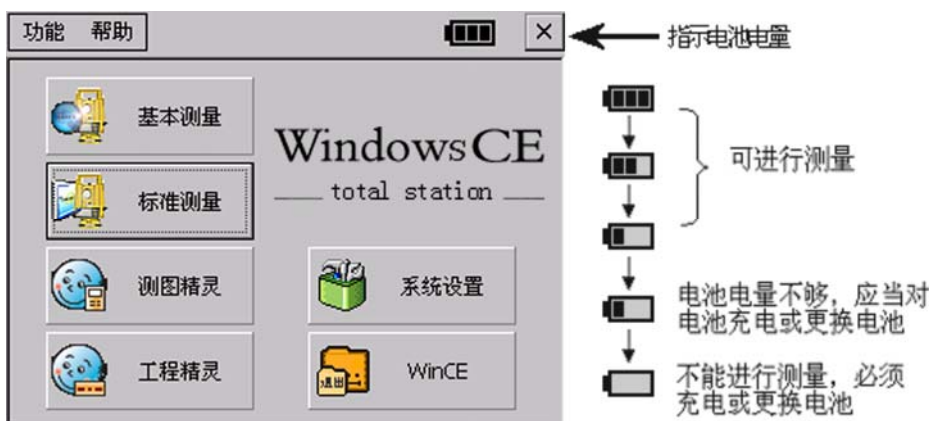 功能 帮助
指示电池电量
基本测量
标准测量
测图精灵
工程精灵
WindowsCE
total station
系统设置
退出
WinCE
可进行测量
电池电量不够，应当对
电池充电或更换电池
不能进行测量，必须
充电或更换电池